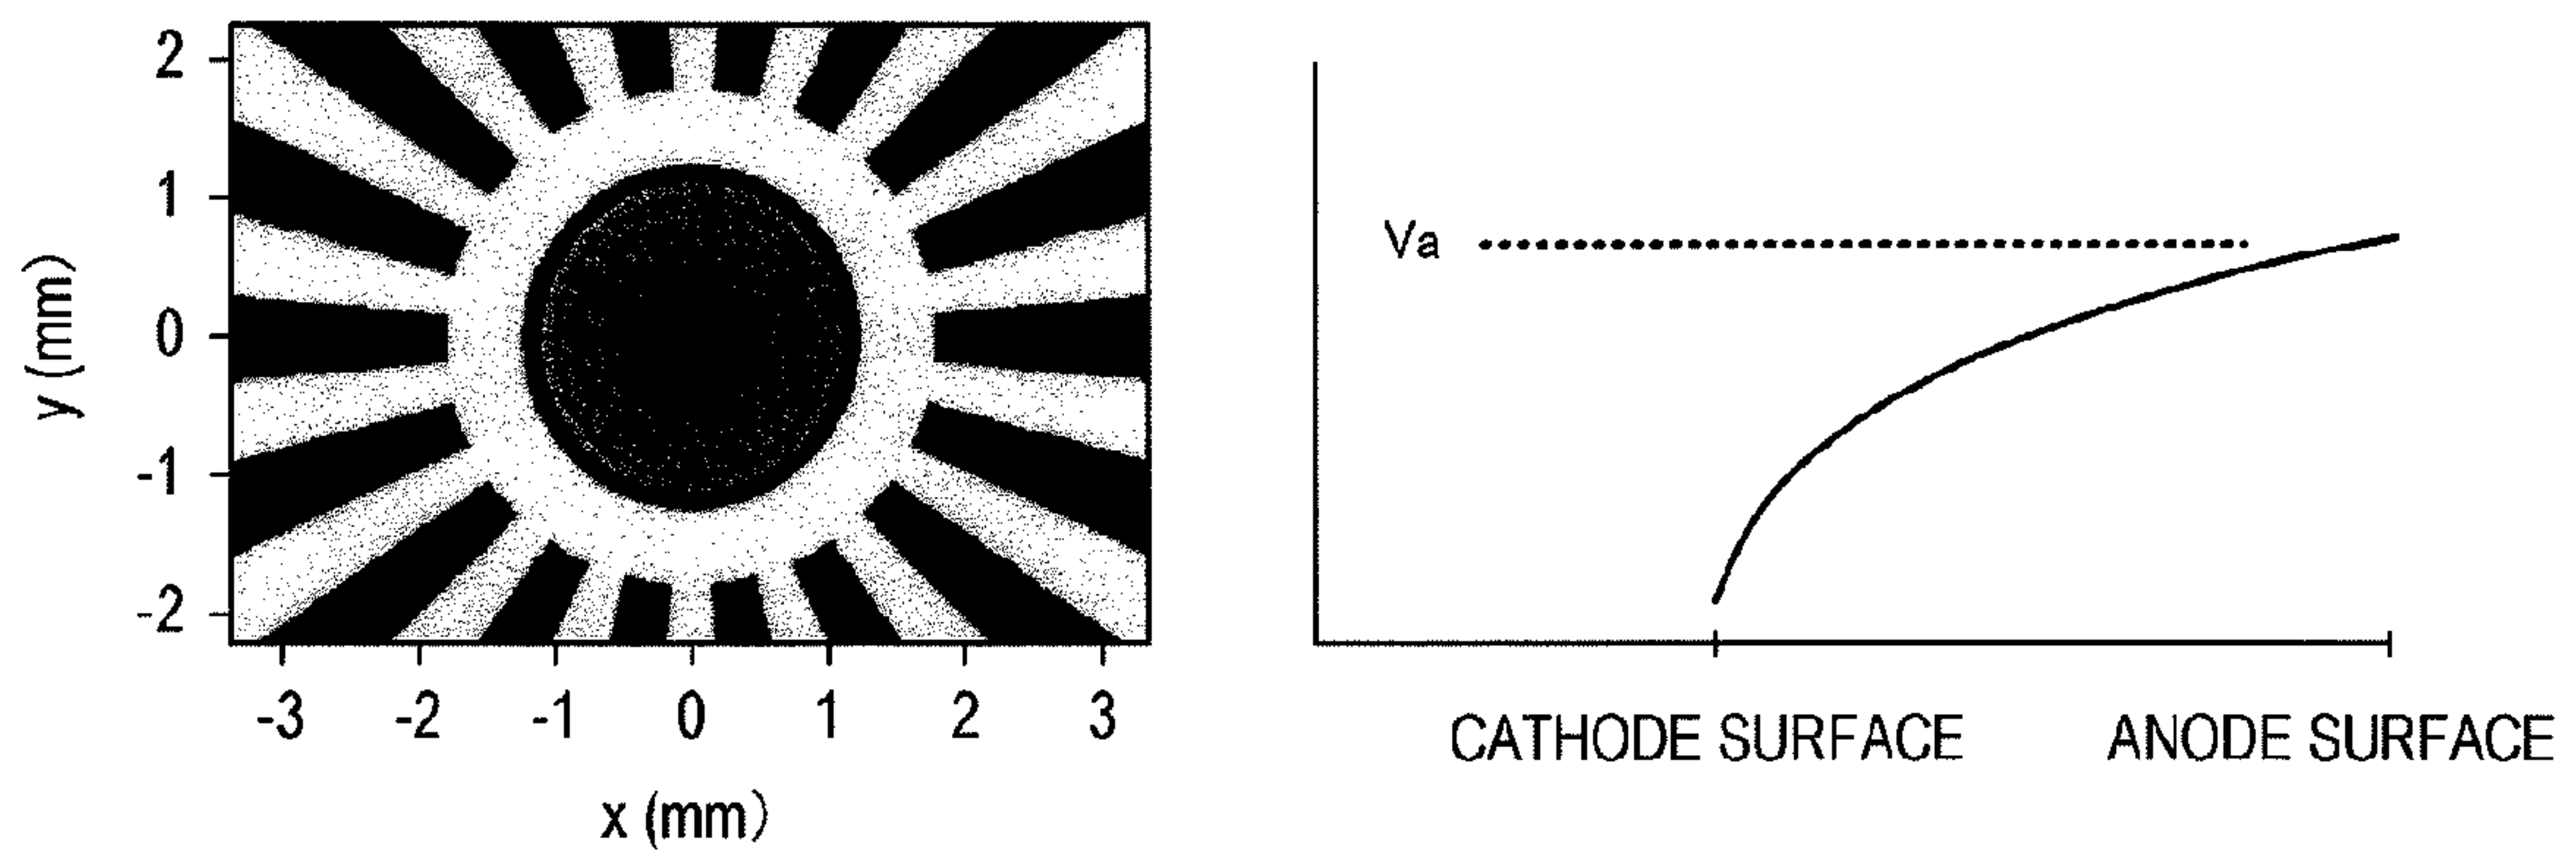 2
1
0
-1
-2
y (mm)
-3 -2 -1 0 1 2 3
x (mm)
Va
CATHODE SURFACE ANODE SURFACE